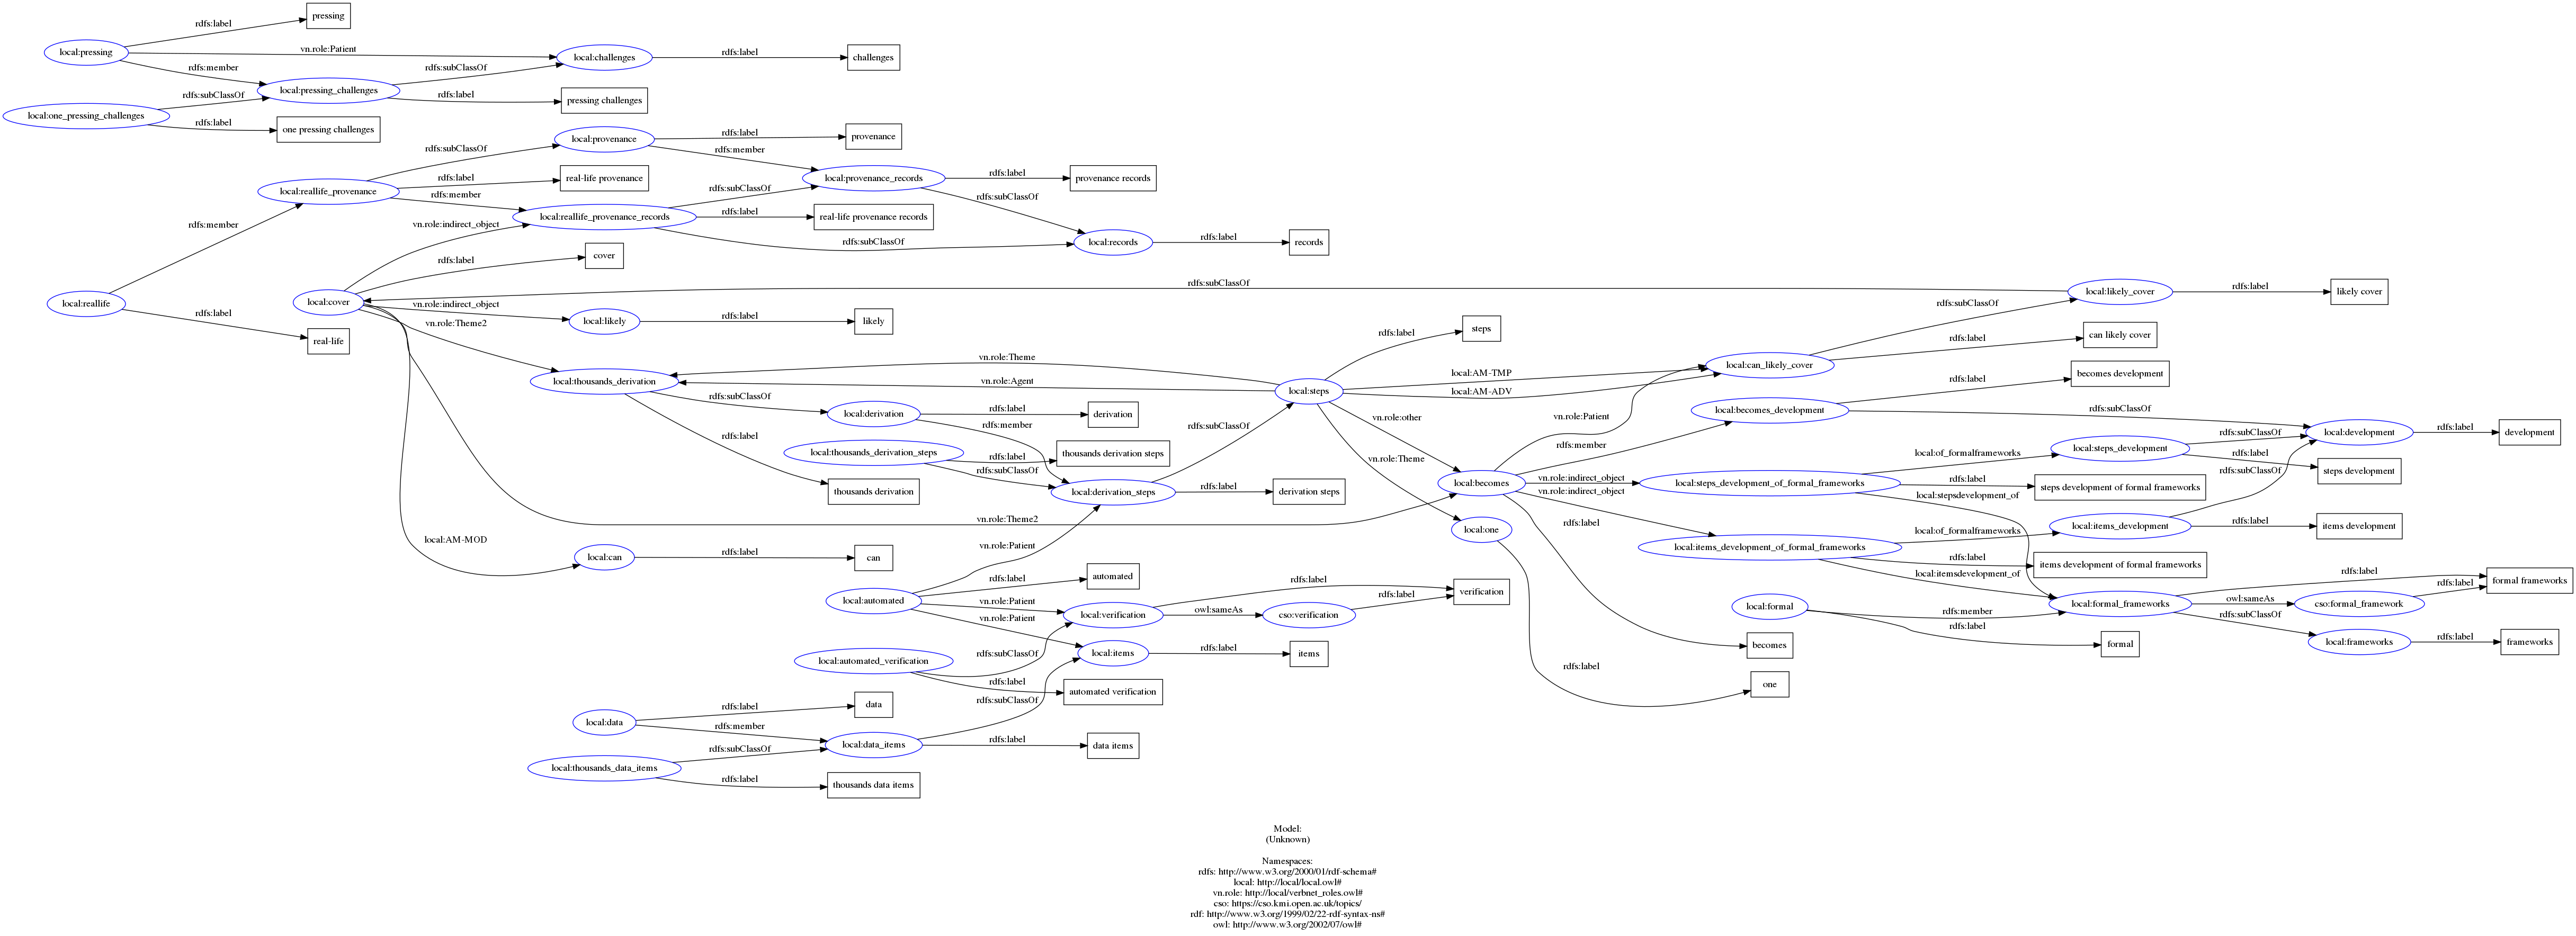 pressing
rdfs:label
local:pressing
vn.role:Patient
local:challenges
rdfs:label
challenges
rdfs:member
rdfs:subClassOf
local:pressing_challenges
rdfs:label
pressing challenges
rdfs:subClassOf
local:one_pressing_challenges
rdfs:label
one pressing challenges
local:provenance
rdfs:label
provenance
rdfs:subClassOf
rdfs:member
rdfs:label
real-life provenance
local:reallife_provenance
rdfs:member
local:provenance_records
rdfs:label
provenance records
rdfs:subClassOf
rdfs:subClassOf
local:reallife_provenance_records
rdfs:label
real-life provenance records
rdfs:member
vn.role:indirect_object
rdfs:subClassOf
local:records
rdfs:label
records
rdfs:label
cover
local:reallife
rdfs:label
real-life
local:cover
rdfs:subClassOf
local:likely_cover
rdfs:label
likely cover
vn.role:indirect_object
local:likely
rdfs:label
likely
vn.role:Theme2
rdfs:subClassOf
rdfs:label
steps
rdfs:label
can likely cover
vn.role:Theme
local:can_likely_cover
local:thousands_derivation
vn.role:Agent
local:steps
local:AM-TMP
local:AM-ADV
rdfs:label
becomes development
rdfs:subClassOf
local:derivation
rdfs:label
derivation
vn.role:other
vn.role:Patient
local:becomes_development
rdfs:subClassOf
rdfs:member
rdfs:subClassOf
rdfs:member
local:development
rdfs:label
development
rdfs:label
local:thousands_derivation_steps
rdfs:label
thousands derivation steps
rdfs:subClassOf
vn.role:Theme
local:of_formalframeworks
local:steps_development
rdfs:subClassOf
rdfs:label
steps development
thousands derivation
local:derivation_steps
rdfs:label
derivation steps
local:becomes
vn.role:indirect_object
vn.role:indirect_object
local:steps_development_of_formal_frameworks
rdfs:label
steps development of formal frameworks
local:stepsdevelopment_of
rdfs:subClassOf
vn.role:Theme2
local:one
rdfs:label
local:of_formalframeworks
local:items_development
rdfs:label
items development
local:AM-MOD
local:can
rdfs:label
can
vn.role:Patient
local:items_development_of_formal_frameworks
rdfs:label
items development of formal frameworks
local:itemsdevelopment_of
local:automated
rdfs:label
automated
vn.role:Patient
vn.role:Patient
local:verification
rdfs:label
owl:sameAs
cso:verification
rdfs:label
verification
local:formal
rdfs:member
rdfs:label
formal
local:formal_frameworks
rdfs:label
owl:sameAs
cso:formal_framework
rdfs:label
formal frameworks
rdfs:subClassOf
local:frameworks
rdfs:label
frameworks
local:automated_verification
rdfs:subClassOf
rdfs:label
automated verification
local:items
rdfs:label
items
becomes
rdfs:label
one
local:data
rdfs:label
data
rdfs:member
rdfs:subClassOf
local:data_items
rdfs:label
data items
rdfs:subClassOf
local:thousands_data_items
rdfs:label
thousands data items
Model:
(Unknown)
Namespaces:
rdfs: http://www.w3.org/2000/01/rdf-schema#
local: http://local/local.owl#
vn.role: http://local/verbnet_roles.owl#
cso: https://cso.kmi.open.ac.uk/topics/
rdf: http://www.w3.org/1999/02/22-rdf-syntax-ns#
owl: http://www.w3.org/2002/07/owl#